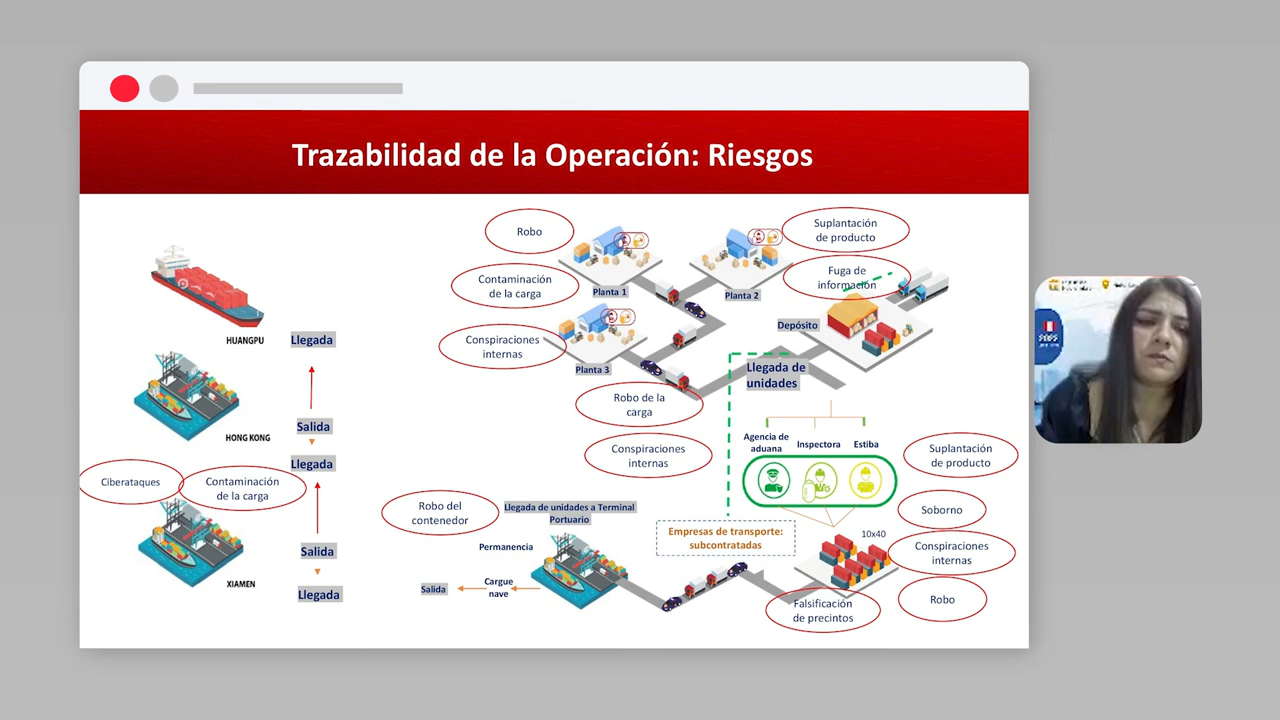 Trazabilidad de la Operación: Riesgos
Robo
Suplantación
de producto
Contaminación
de la carga
Fuga de
información
Planta 1
Planta 2
Depósito
Conspiraciones
internas
Planta 3
Llegada de
unidades
Robo de la
carga
Conspiraciones
internas
Agencia de
aduana
Inspectora
Estiba
Suplantación
de producto
Soborno
10x40
Conspiraciones
internas
Robo
Falsificación
de precintos
Empresas de transporte:
subcontratadas
Robo del
contenedor
Llegada de unidades a Terminal
Portuario
Permanencia
Cargue
nave
Salida
HUANGPU
Llegada
Salida
HONG KONG
Llegada
Ciberataques
Contaminación
de la carga
Salida
XIAMEN
Llegada